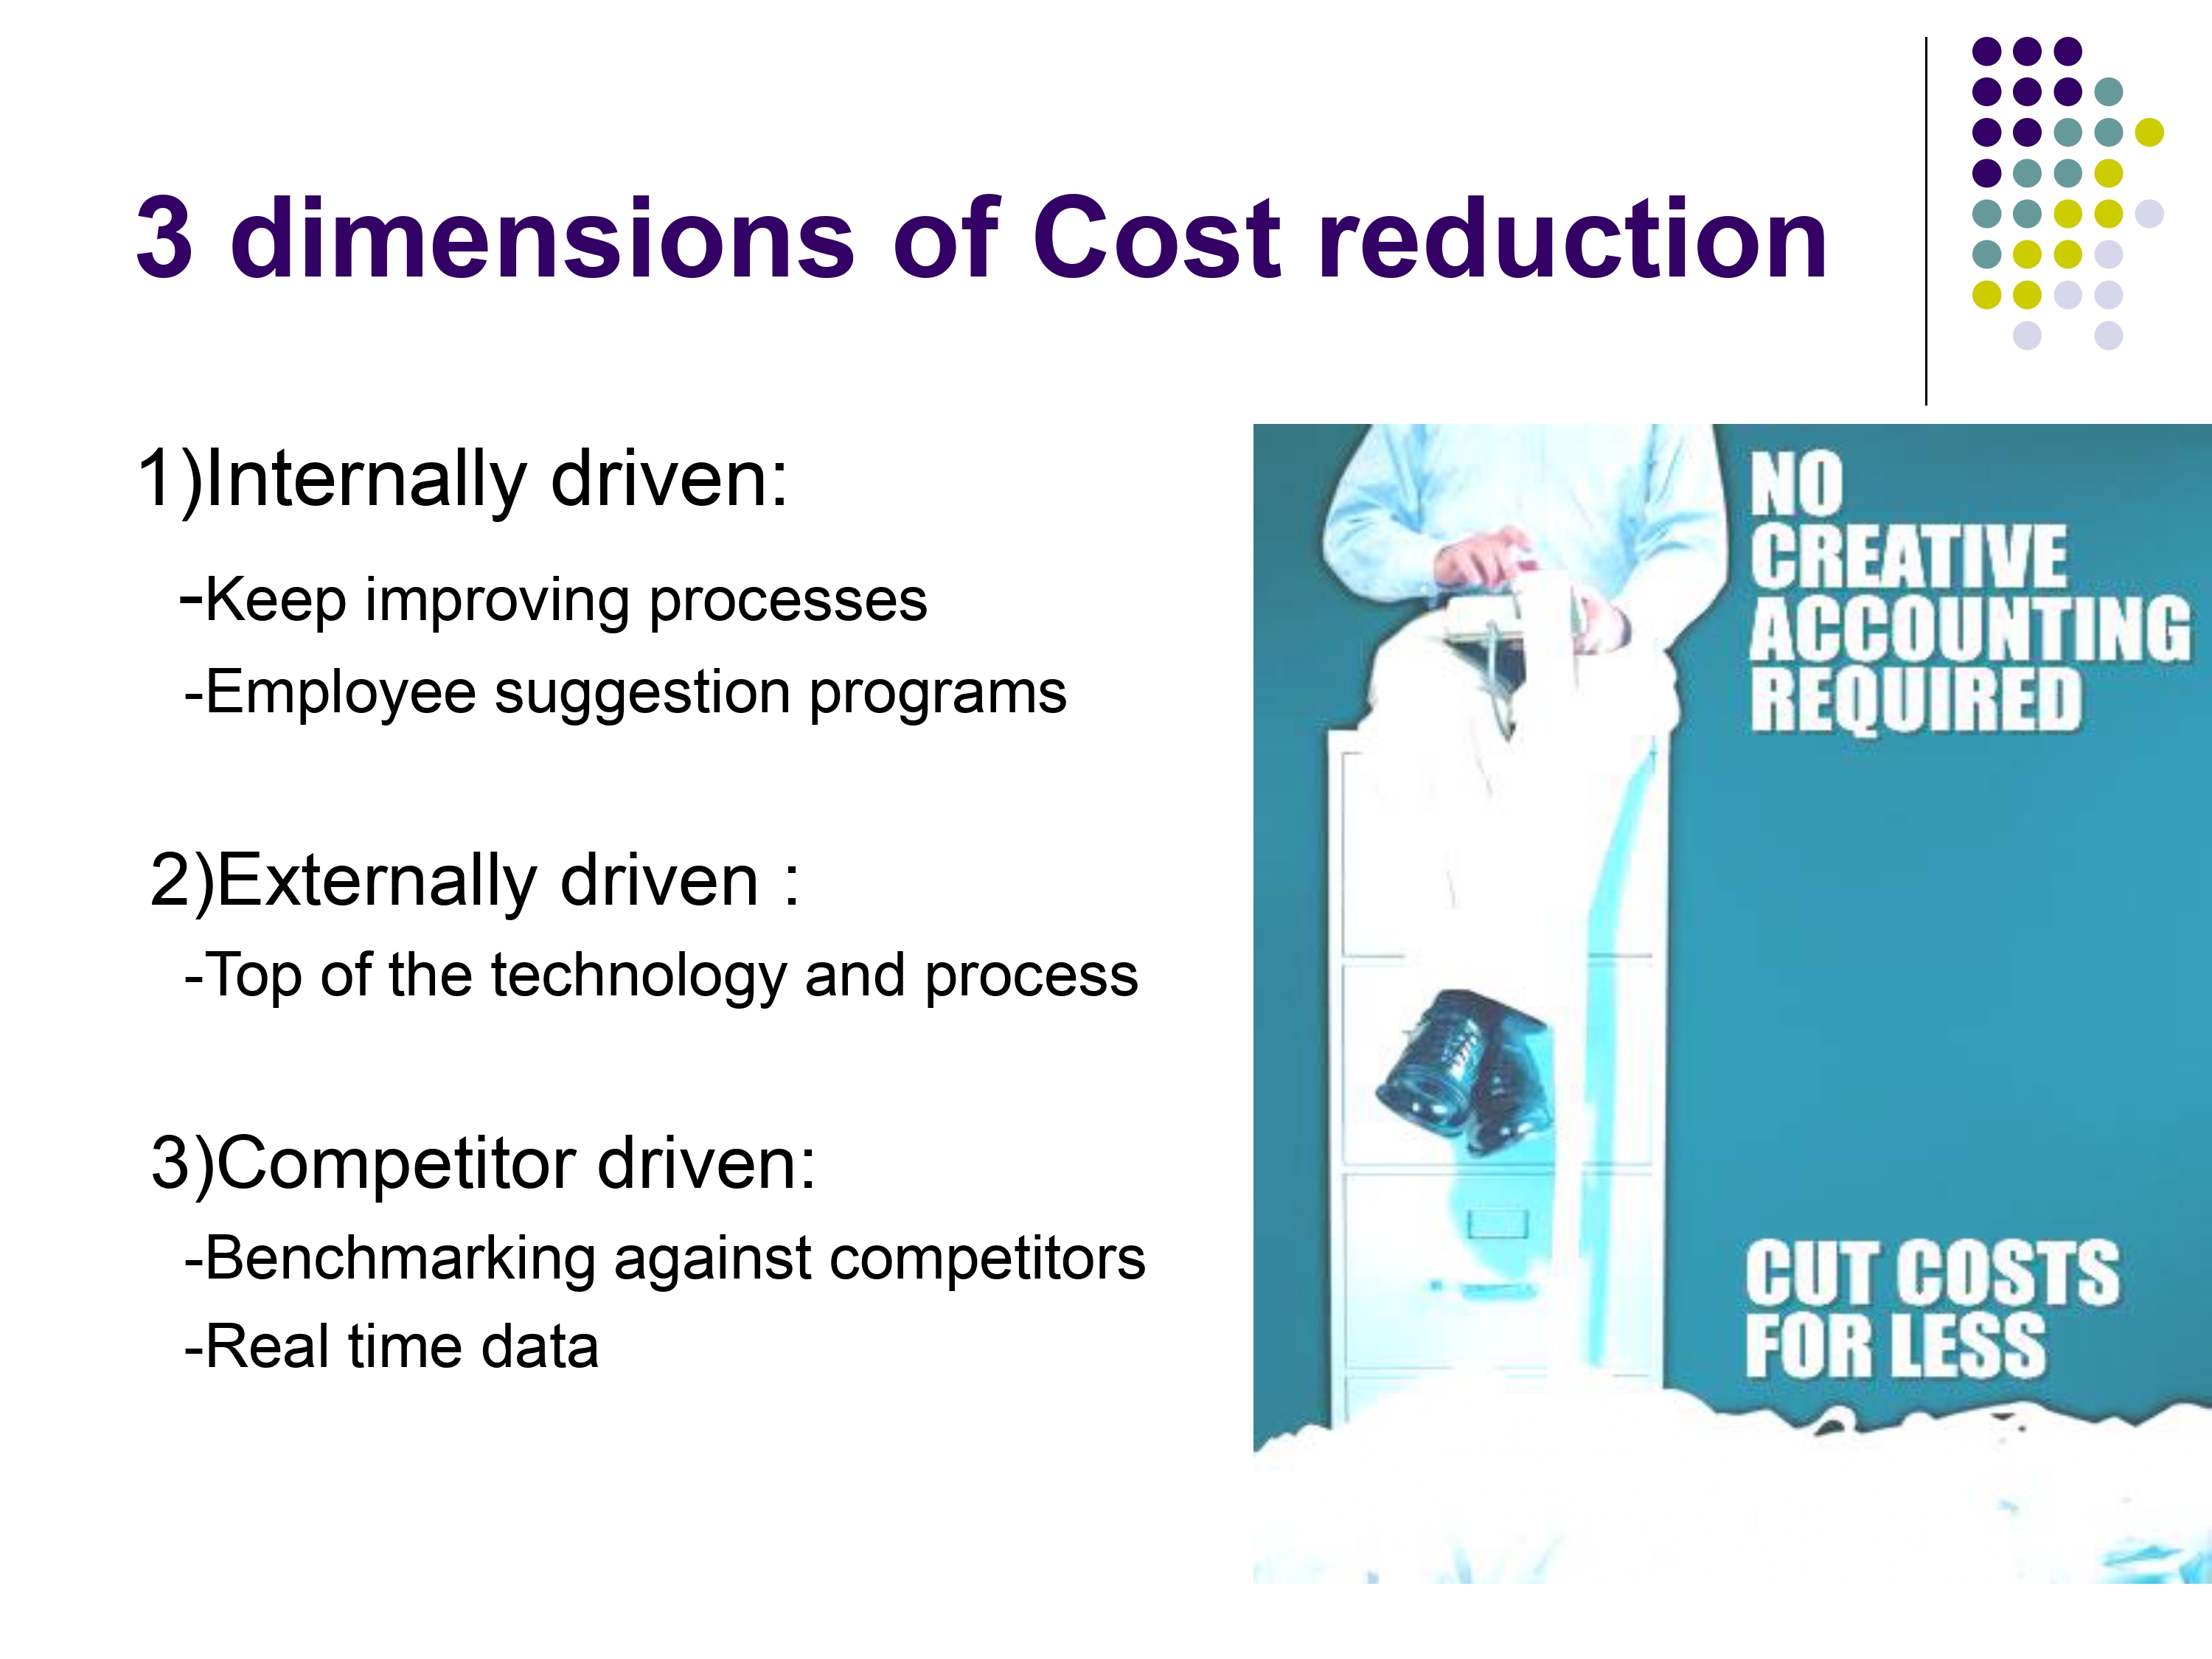 3 dimensions of Cost reduction
1)Internally driven:
-Keep improving processes
-Employee suggestion programs
2)Externally driven :
-Top of the technology and process
3)Competitor driven:
-Benchmarking against competitors
-Real time data
NO
CREATIVE
ACCOUNTING
REQUIRED
CUT COSTS
FOR LESS